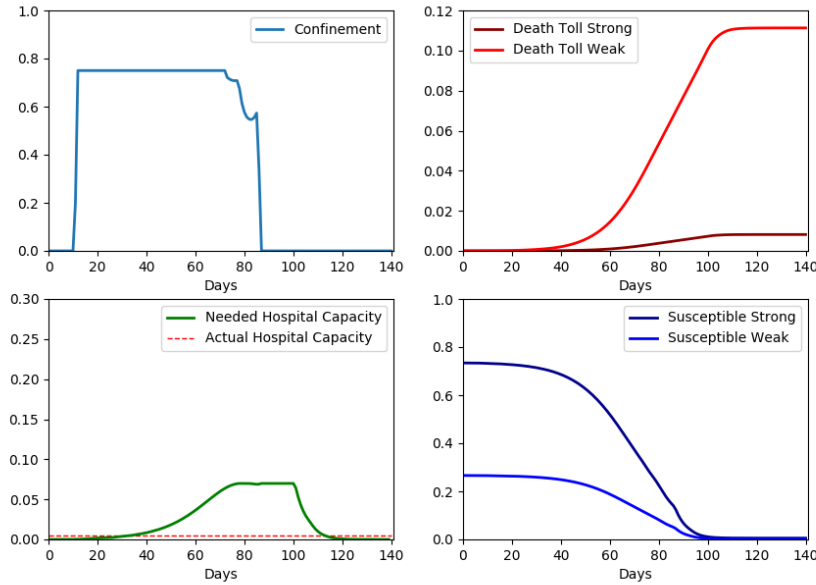 1.0
0.8
0.6
0.4
0.2
0.0
Confinement
0 20 40 60 80 100 120 140
Days
0.12
0.10
0.08
0.06
0.04
0.02
0.00
Death Toll Strong
Death Toll Weak
0 20 40 60 80 100 120 140
Days
0.30
0.25
0.20
0.15
0.10
0.05
0.00
Needed Hospital Capacity
Actual Hospital Capacity
0 20 40 60 80 100 120 140
Days
1.0
0.8
0.6
0.4
0.2
0.0
Susceptible Strong
Susceptible Weak
0 20 40 60 80 100 120 140
Days